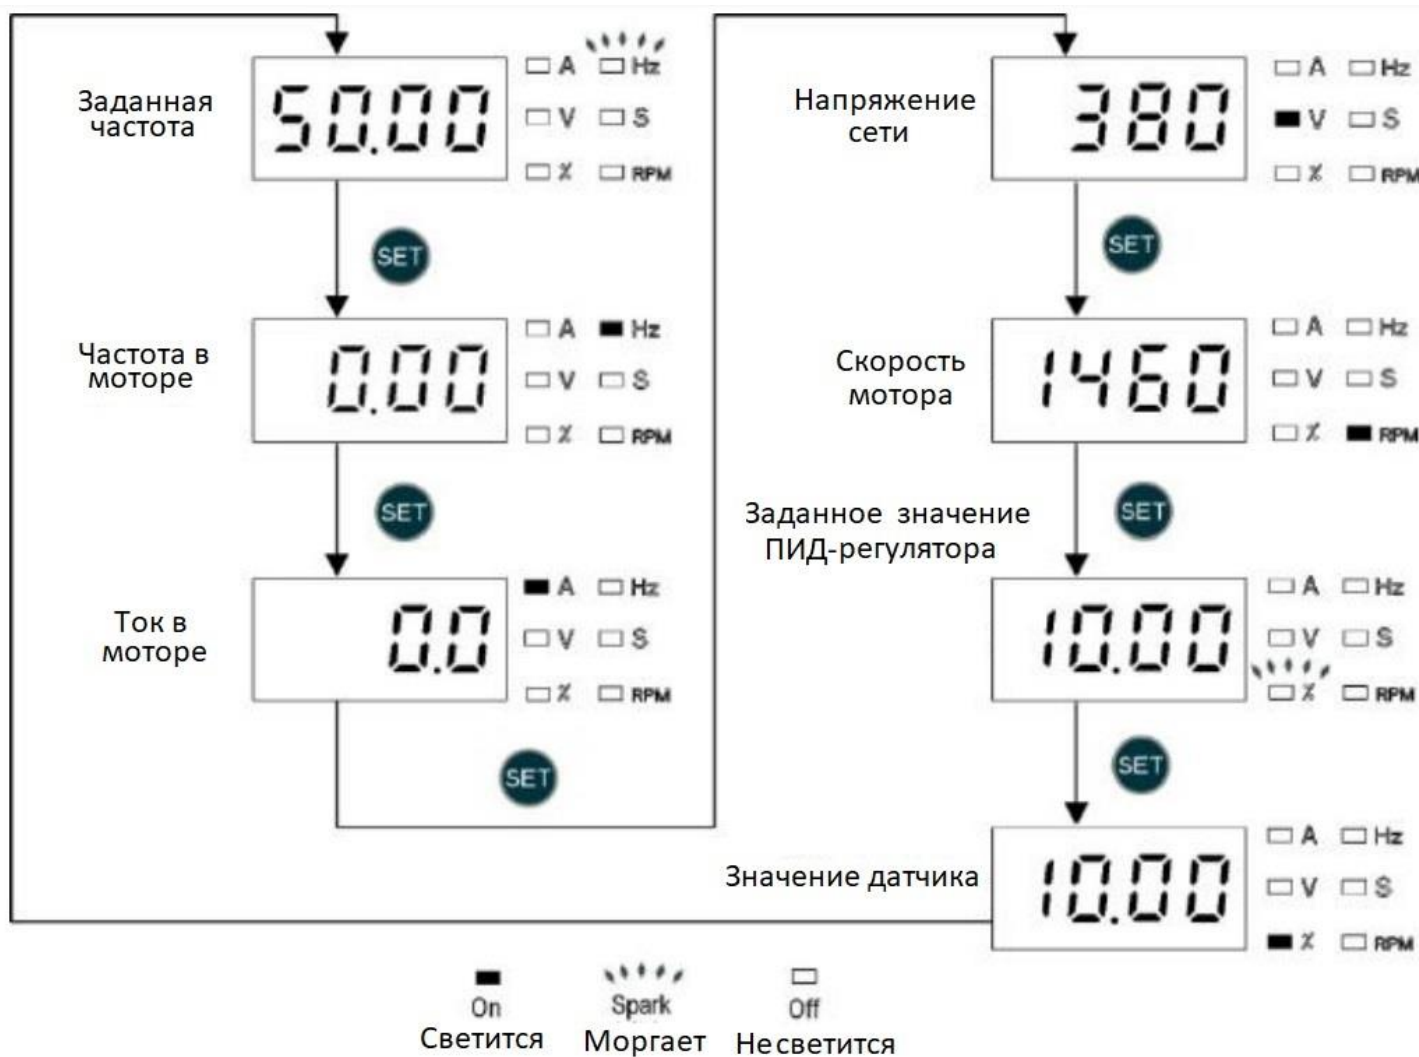 Заданная
частота
50.00
A Hz
V S
% RPM
SET
Частота в
моторе
0.00
A Hz
V S
% RPM
SET
Ток в
моторе
0.0
A Hz
V S
% RPM
SET
Напряжение
сети
380
A Hz
V S
% RPM
SET
Скорость
мотора
1460
A Hz
V S
% RPM
SET
Заданное значение
ПИД-регулятора
10.00
A Hz
V S
% RPM
SET
Значение датчика
10.00
A Hz
V S
% RPM
On Spark Off
Светится Моргает Несветится